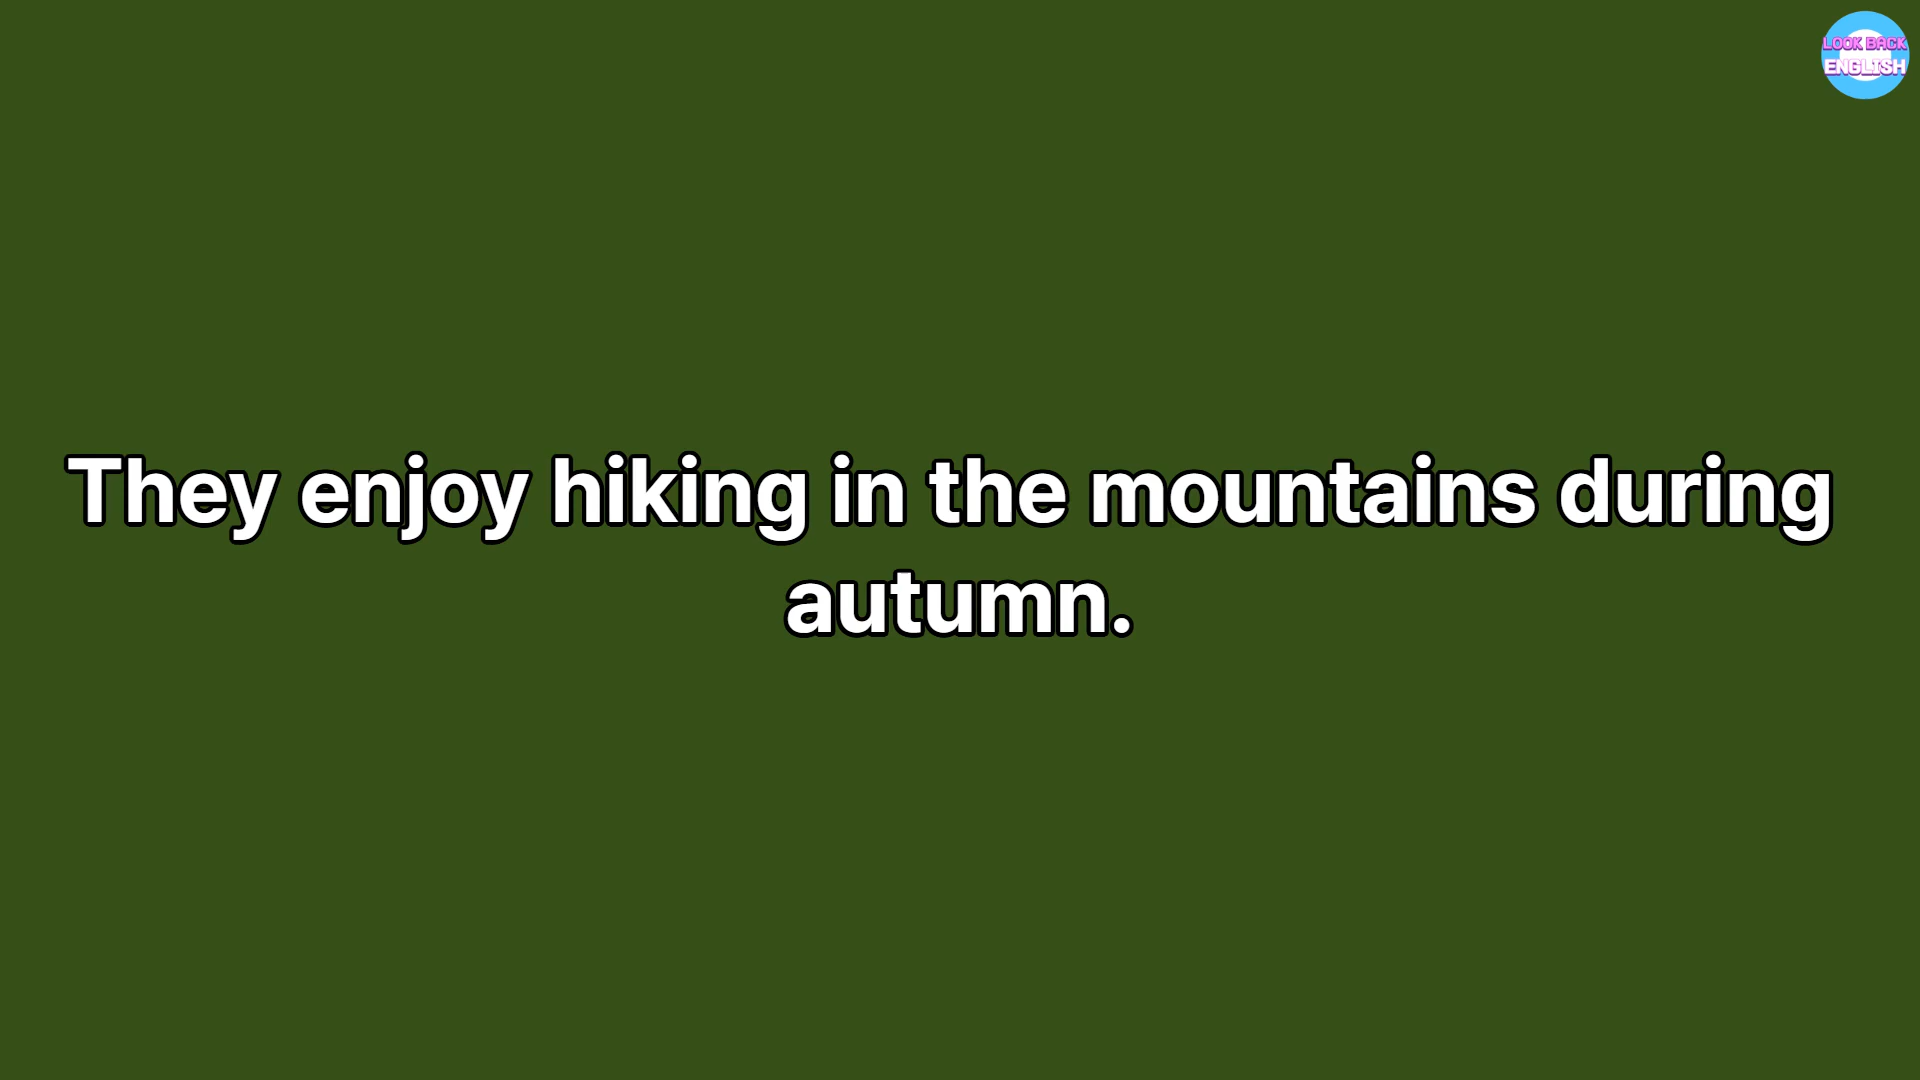 LOOK BACK
ENGLISH
They enjoy hiking in the mountains during
autumn.